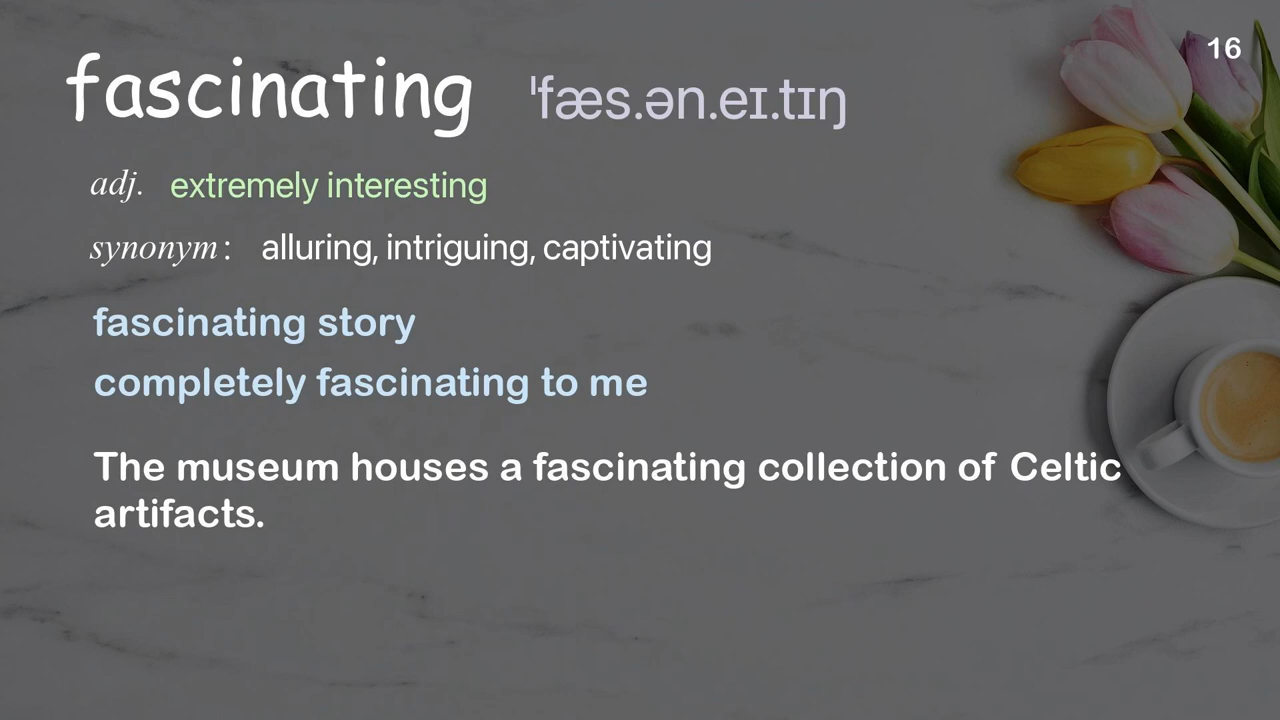 16
fascinating ˈfæs.ən.eɪ.tɪŋ
adj. extremely interesting
synonym: alluring, intriguing, captivating
fascinating story
completely fascinating to me
The museum houses a fascinating collection of Celtic
artifacts.